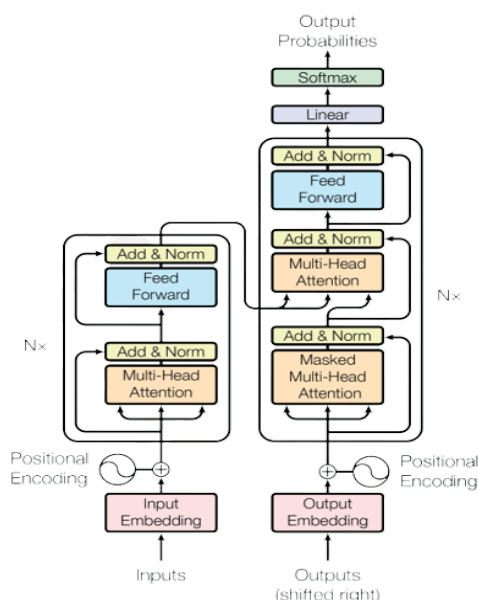 Output
Probabilities
Softmax
Linear
Add & Norm
Feed
Forward
Add & Norm
Multi-Head
Attention
Nx
Add & Norm
Masked
Multi-Head
Attention
Add & Norm
Feed
Forward
Nx
Add & Norm
Multi-Head
Attention
Positional
Encoding
Positional
Encoding
Input
Embedding
Output
Embedding
Inputs
Outputs
(shifted right)